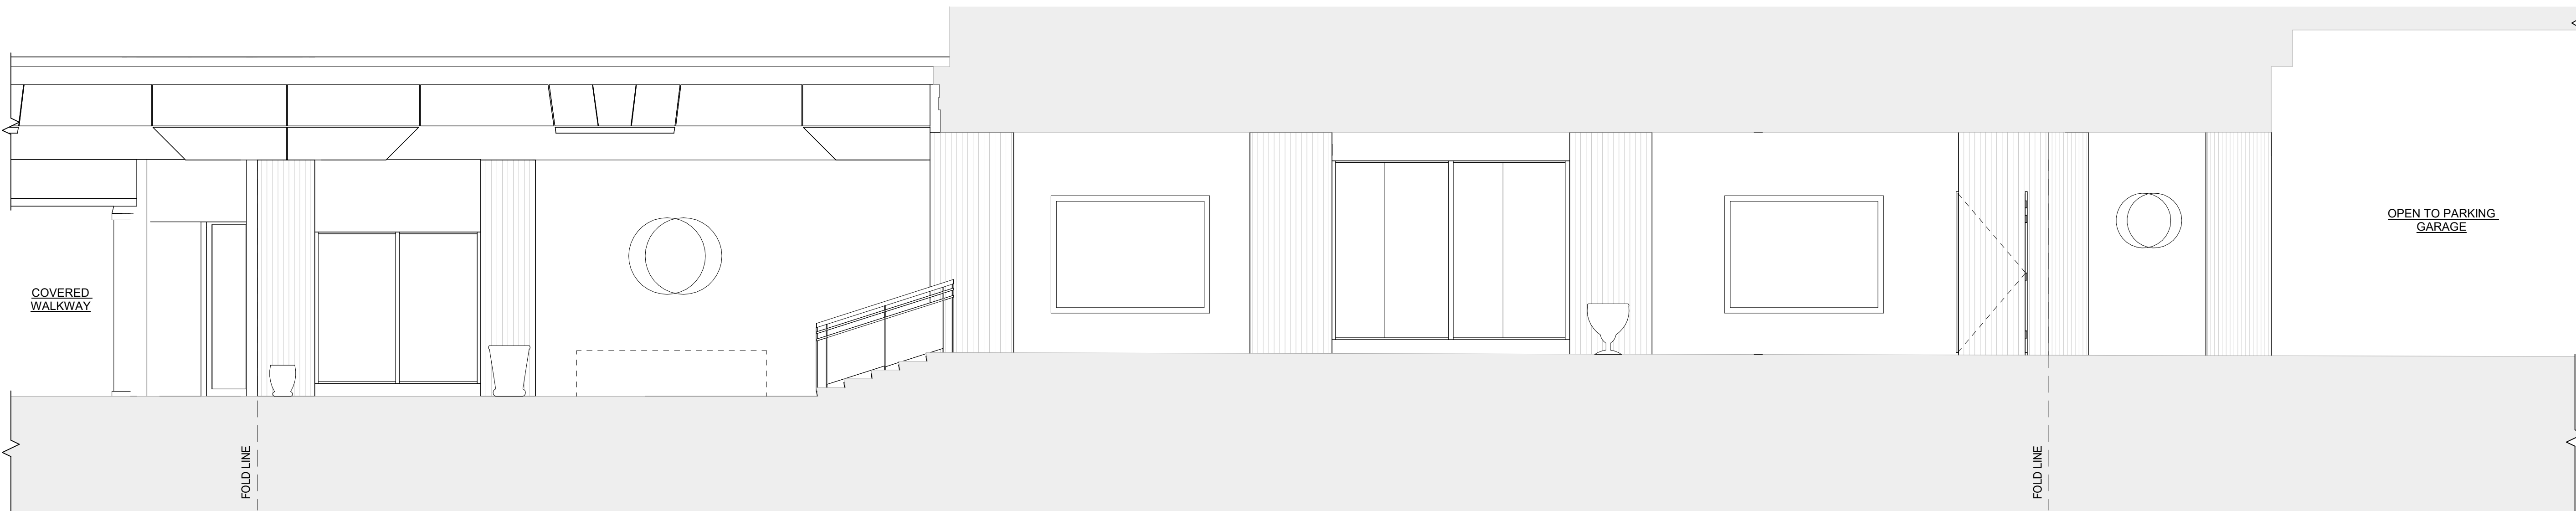 COVERED
WALKWAY
FOLD LINE
OPEN TO PARKING
GARAGE
FOLD LINE